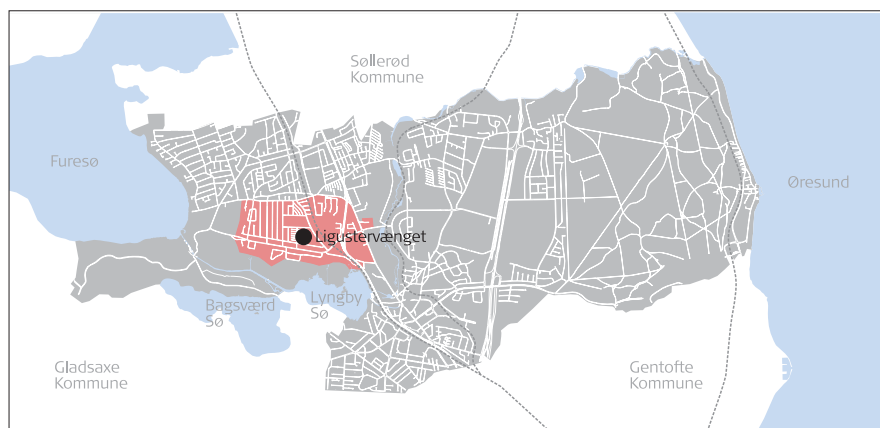 Søllerød
Kommune
Furesø
Øresund
Ligustervænget
Bagsværd
Sø
Lyngby
Sø
Gladsaxe
Kommune
Gentofte
Kommune